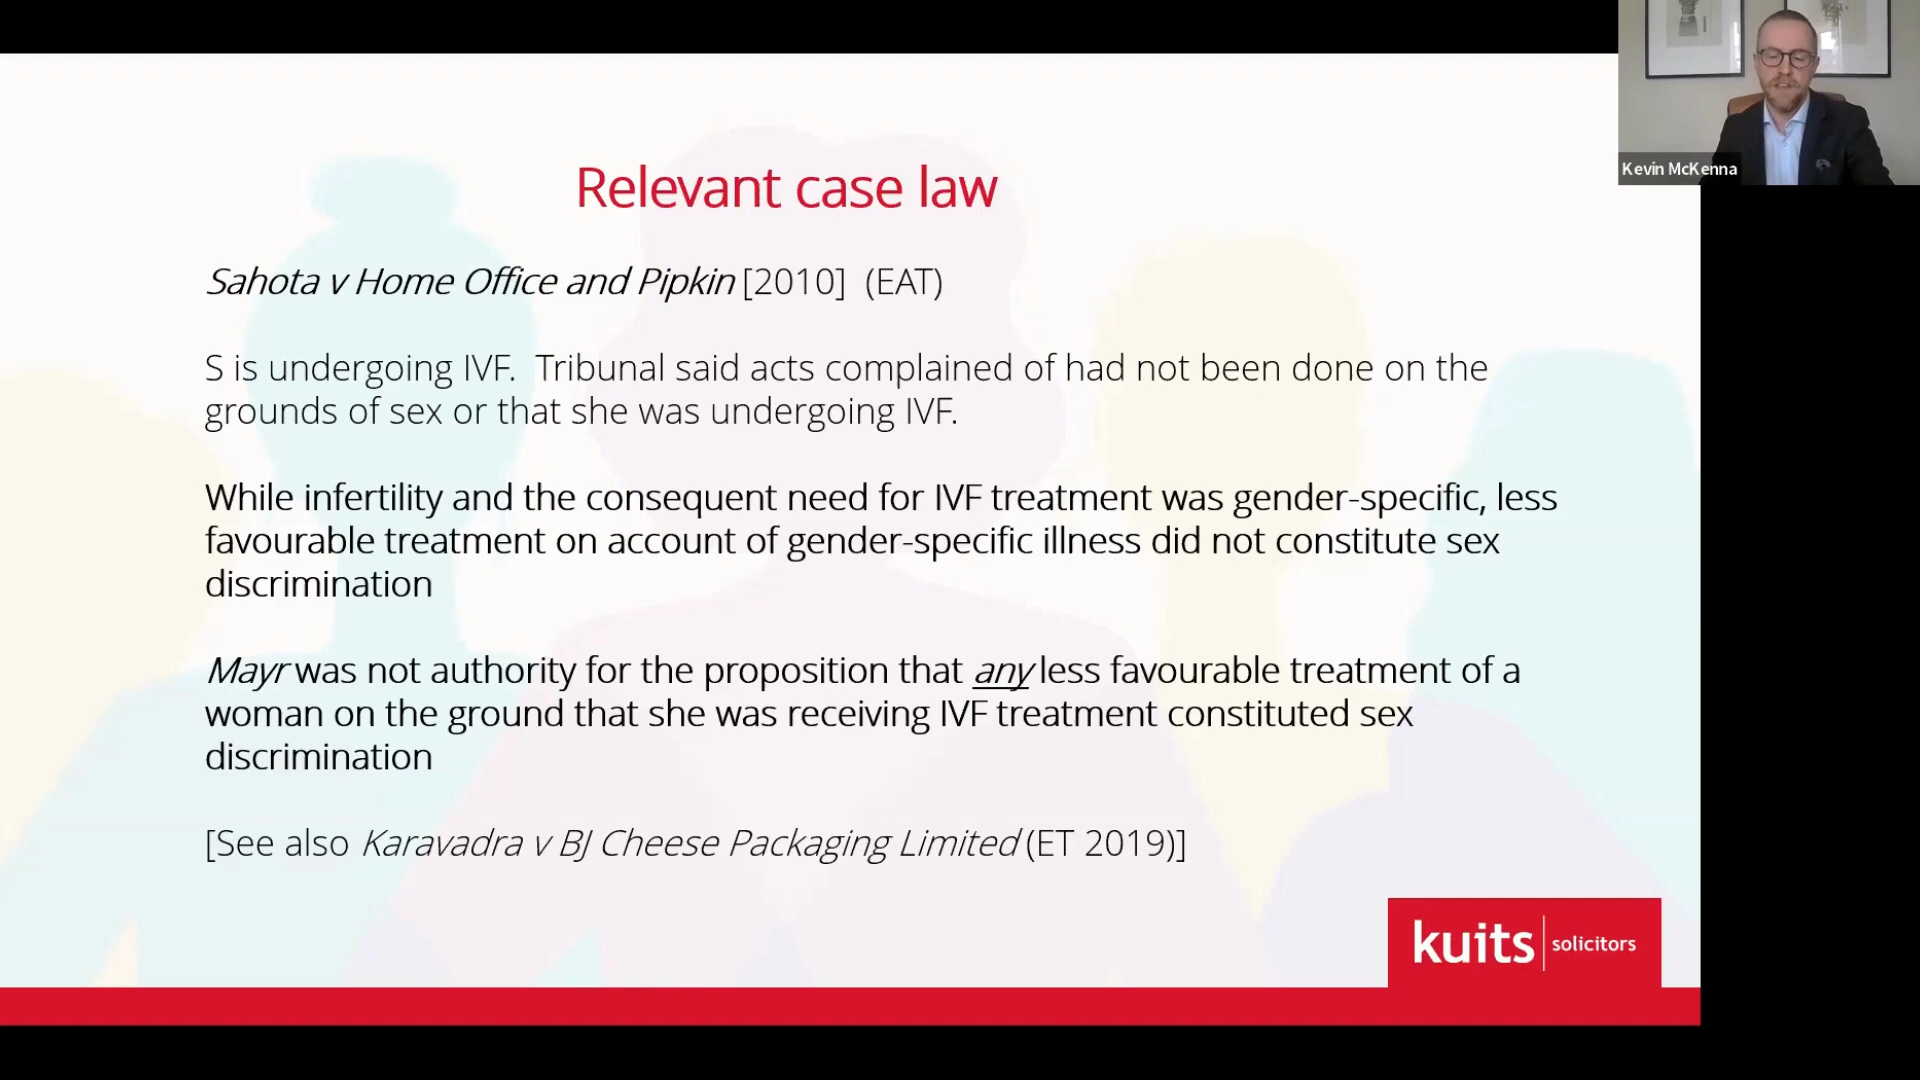 Kevin McKenna
Relevant case law
Sahota v Home Office and Pipkin [2010] (EAT)
S is undergoing IVF. Tribunal said acts complained of had not been done on the
grounds of sex or that she was undergoing IVF.
While infertility and the consequent need for IVF treatment was gender-specific, less
favourable treatment on account of gender-specific illness did not constitute sex
discrimination
Mayr was not authority for the proposition that any less favourable treatment of a
woman on the ground that she was receiving IVF treatment constituted sex
discrimination
[See also Karavadra v BJ Cheese Packaging Limited (ET 2019)]
kuits solicitors